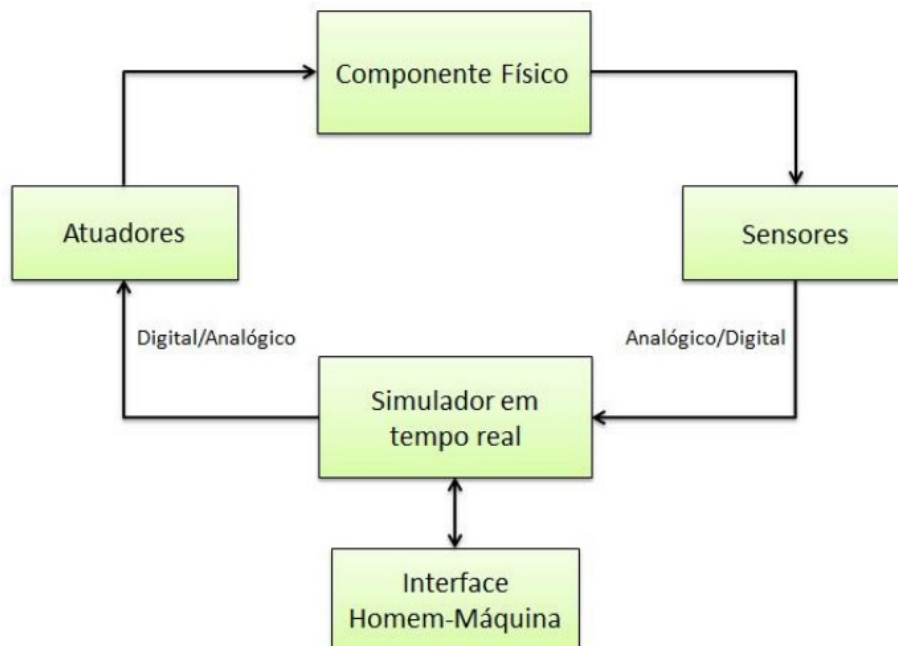 Componente Físico
Atuadores
Sensores
Digital/Analógico
Analógico/Digital
Simulador em
tempo real
Interface
Homem-Máquina